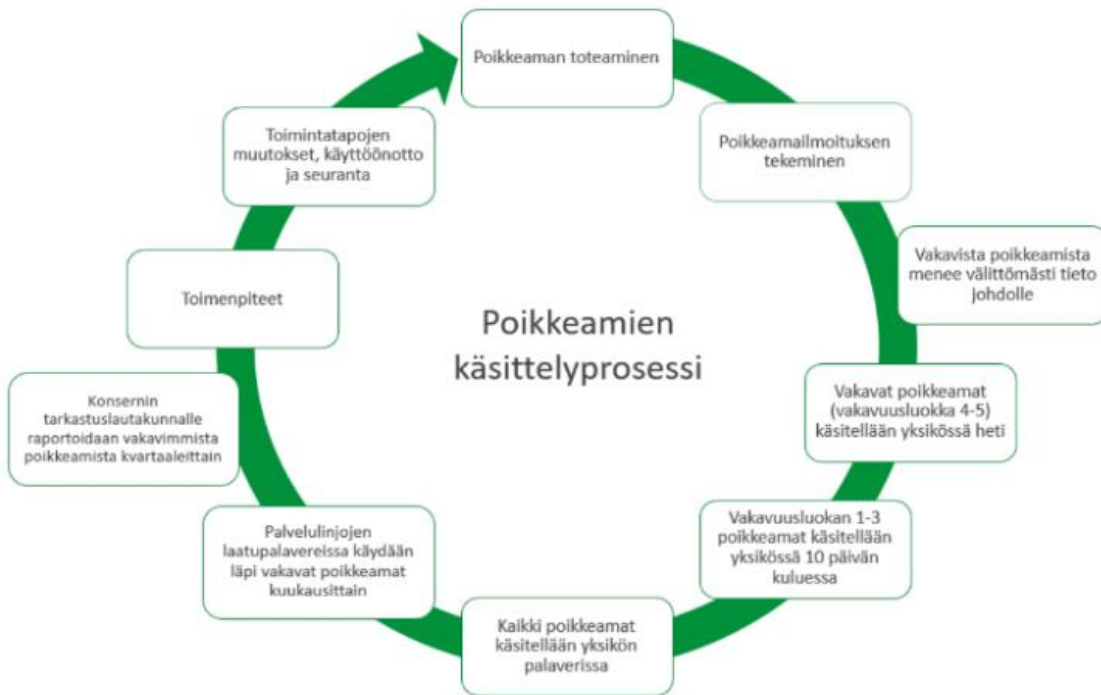 Poikkeaman toteaminen
Poikkeamailmoituksen
tekeminen
Vakavista poikkeamista
menee välittömästi tieto
johdolle
Vakavat poikkeamat
(vakavuusluokka 4-5)
käsitellään yksikössä heti
Vakavuusluokan 1-3
poikkeamat käsitellään
yksikössä 10 päivän
kuluessa
Kaikki poikkeamat
käsitellään yksikön
palaverissa
Palvelulinjojen
laatupalavereissa käydään
läpi vakavat poikkeamat
kuukausittain
Konsernin
tarkastuslautakunnalle
raportoidaan vakavimmista
poikkeamista kvartaaleittain
Toimenpiteet
Toimintatapojen
muutokset, käyttöönotto
ja seuranta
Poikkeamien
käsittelyprosessi